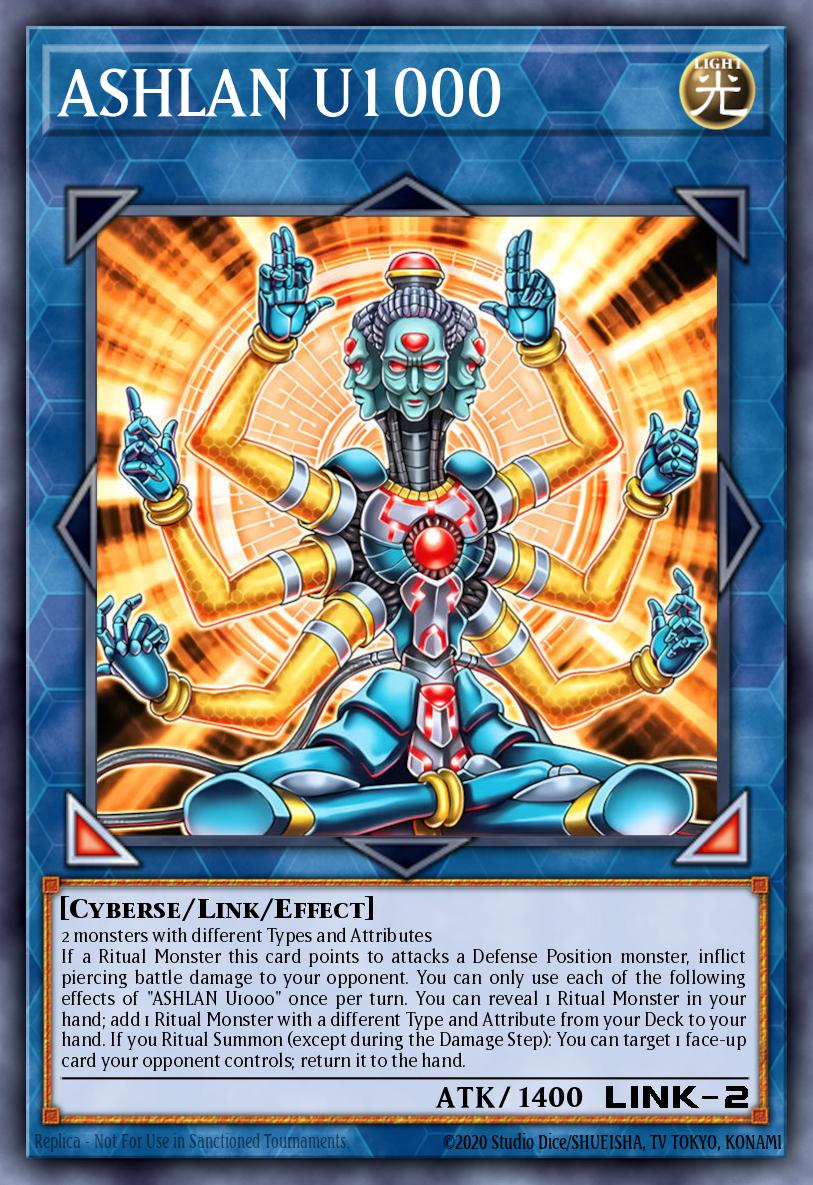 ASHLAN U1000
LIGHT
光
[CYBERSE/LINK/EFFECT]
2 monsters with different Types and Attributes
If a Ritual Monster this card points to attacks a Defense Position monster, inflict
piercing battle damage to your opponent. You can only use each of the following
effects of "ASHLAN U1000" once per turn. You can reveal 1 Ritual Monster in your
hand; add 1 Ritual Monster with a different Type and Attribute from your Deck to your
hand. If you Ritual Summon (except during the Damage Step): You can target 1 face-up
card your opponent controls; return it to the hand.
ATK/1400 LINK-2
Replica - Not For Use in Sanctioned Tournaments.
©2020 Studio Dice/SHUEISHA, TV TOKYO, KONAMI